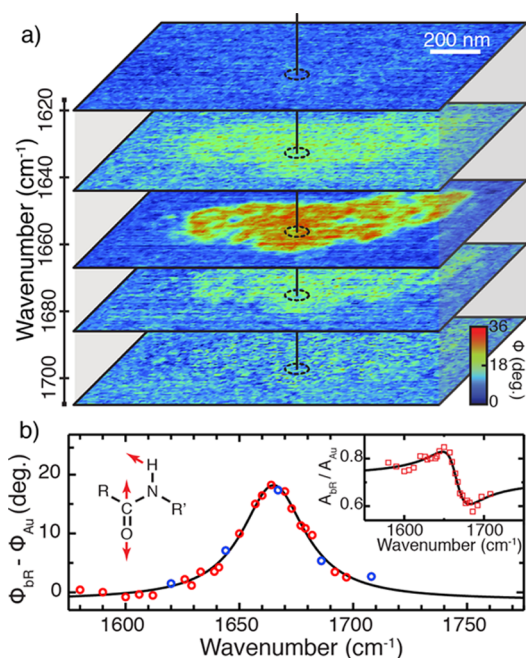 a)
200 nm
Wavenumber (cm⁻¹)
1620
1640
1660
1680
1700
36
18
0
Φ (deg.)
b)
Φ_bR - Φ_Au (deg.)
20
10
0
H
R
N
C
R'
O
A_bR / A_Au
0.8
0.6
1600
1700
Wavenumber (cm⁻¹)
1600
1650
1700
1750
Wavenumber (cm⁻¹)